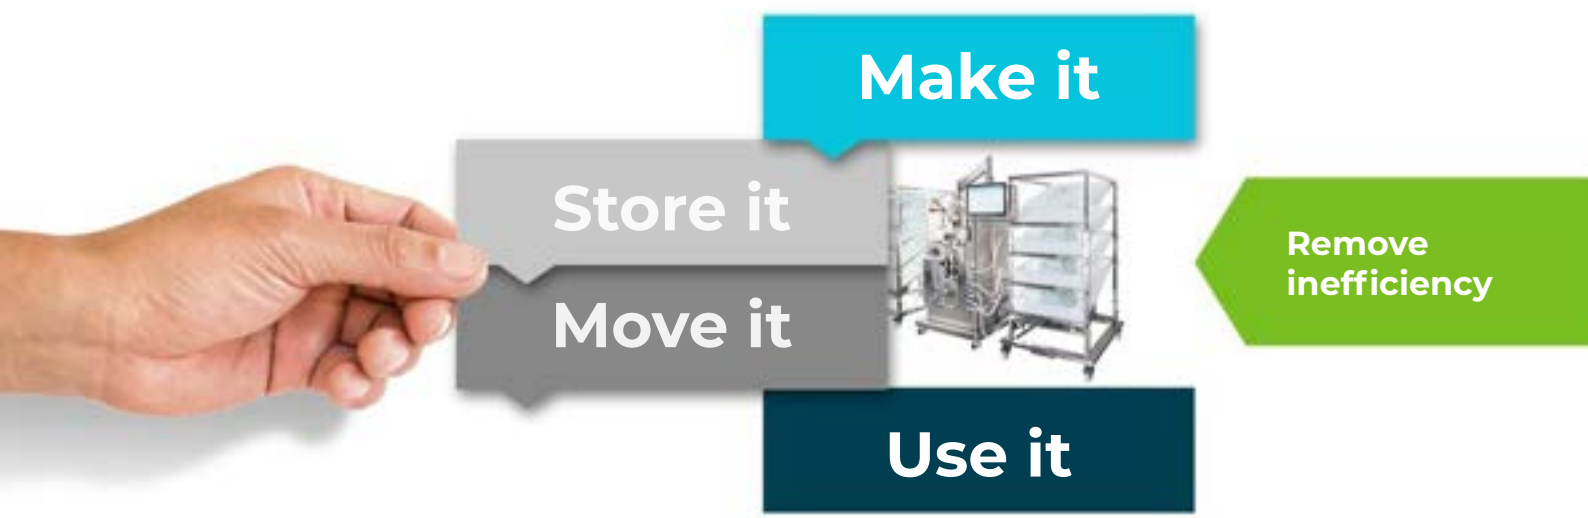 Make it
Store it
Move it
Remove
inefficiency
Use it